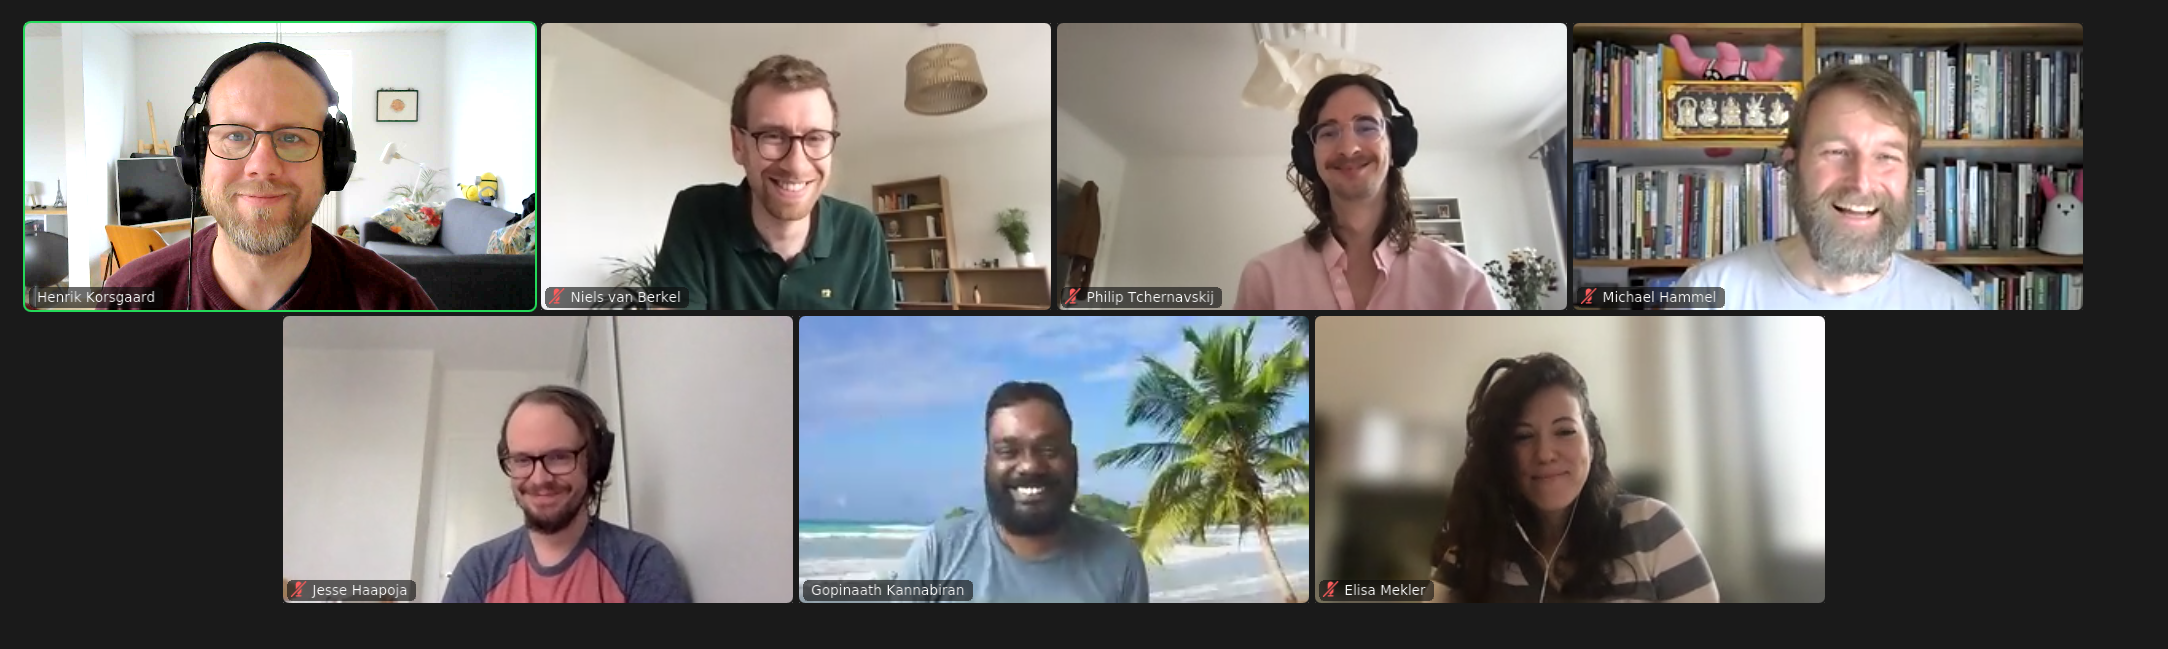 Henrik Korsgaard
Niels van Berkel
Philip Tchernavskij
Michael Hammel
Jesse Haapoja
Gopinaath Kannabiran
Elisa Mekler